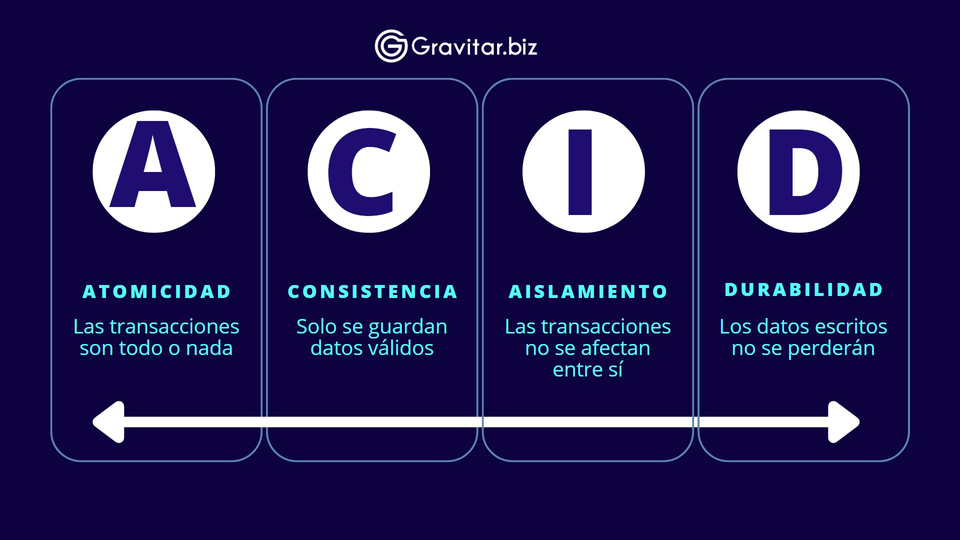 Gravitar.biz
A
C
I
D
ATOMICIDAD
Las transacciones
son todo o nada
CONSISTENCIA
Solo se guardan
datos válidos
AISLAMIENTO
Las transacciones
no se afectan
entre sí
DURABILIDAD
Los datos escritos
no se perderán